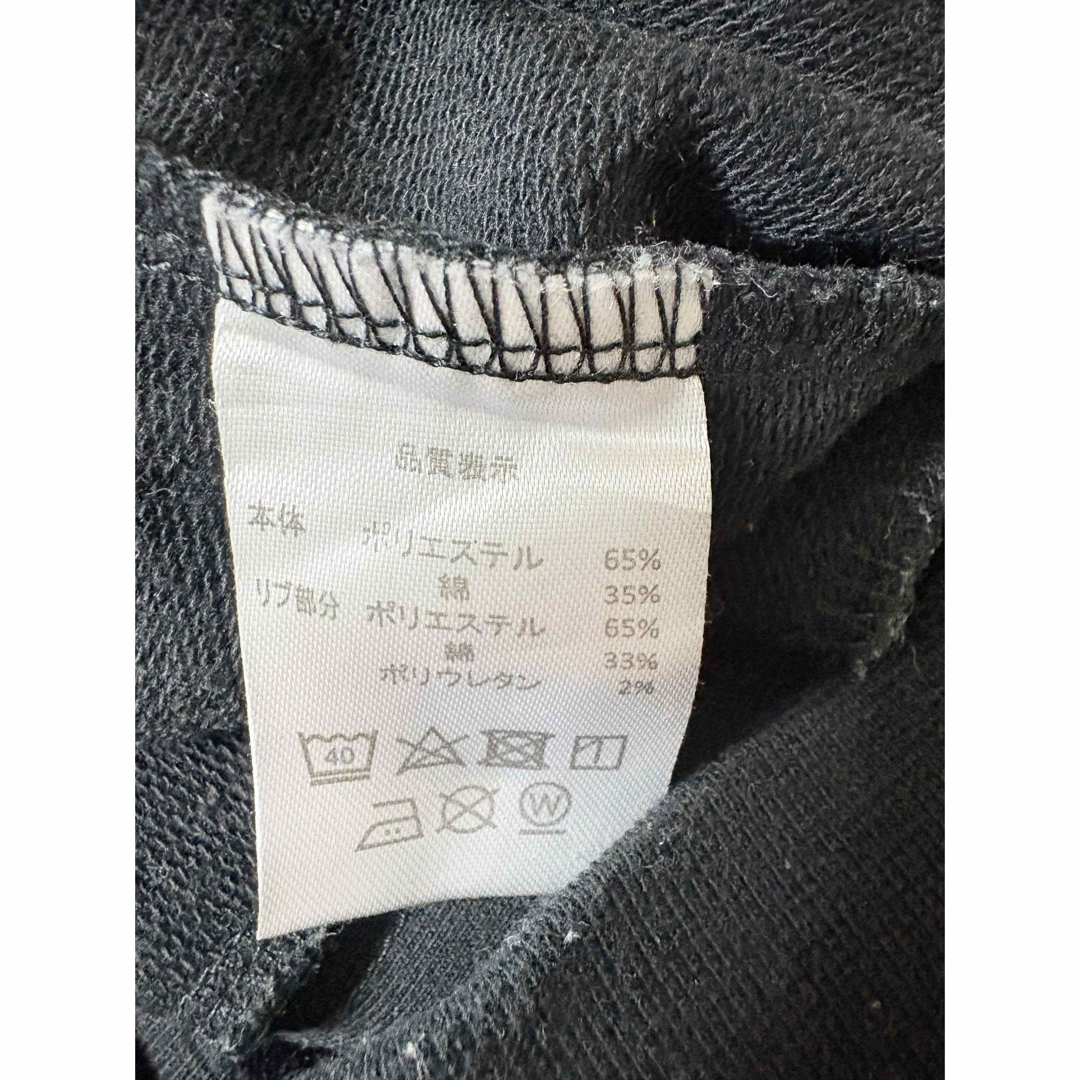 品質表示
本体 ポリエステル 65%
綿 35%
リブ部分 ポリエステル 65%
綿 33%
ポリウレタン 2%
40
W